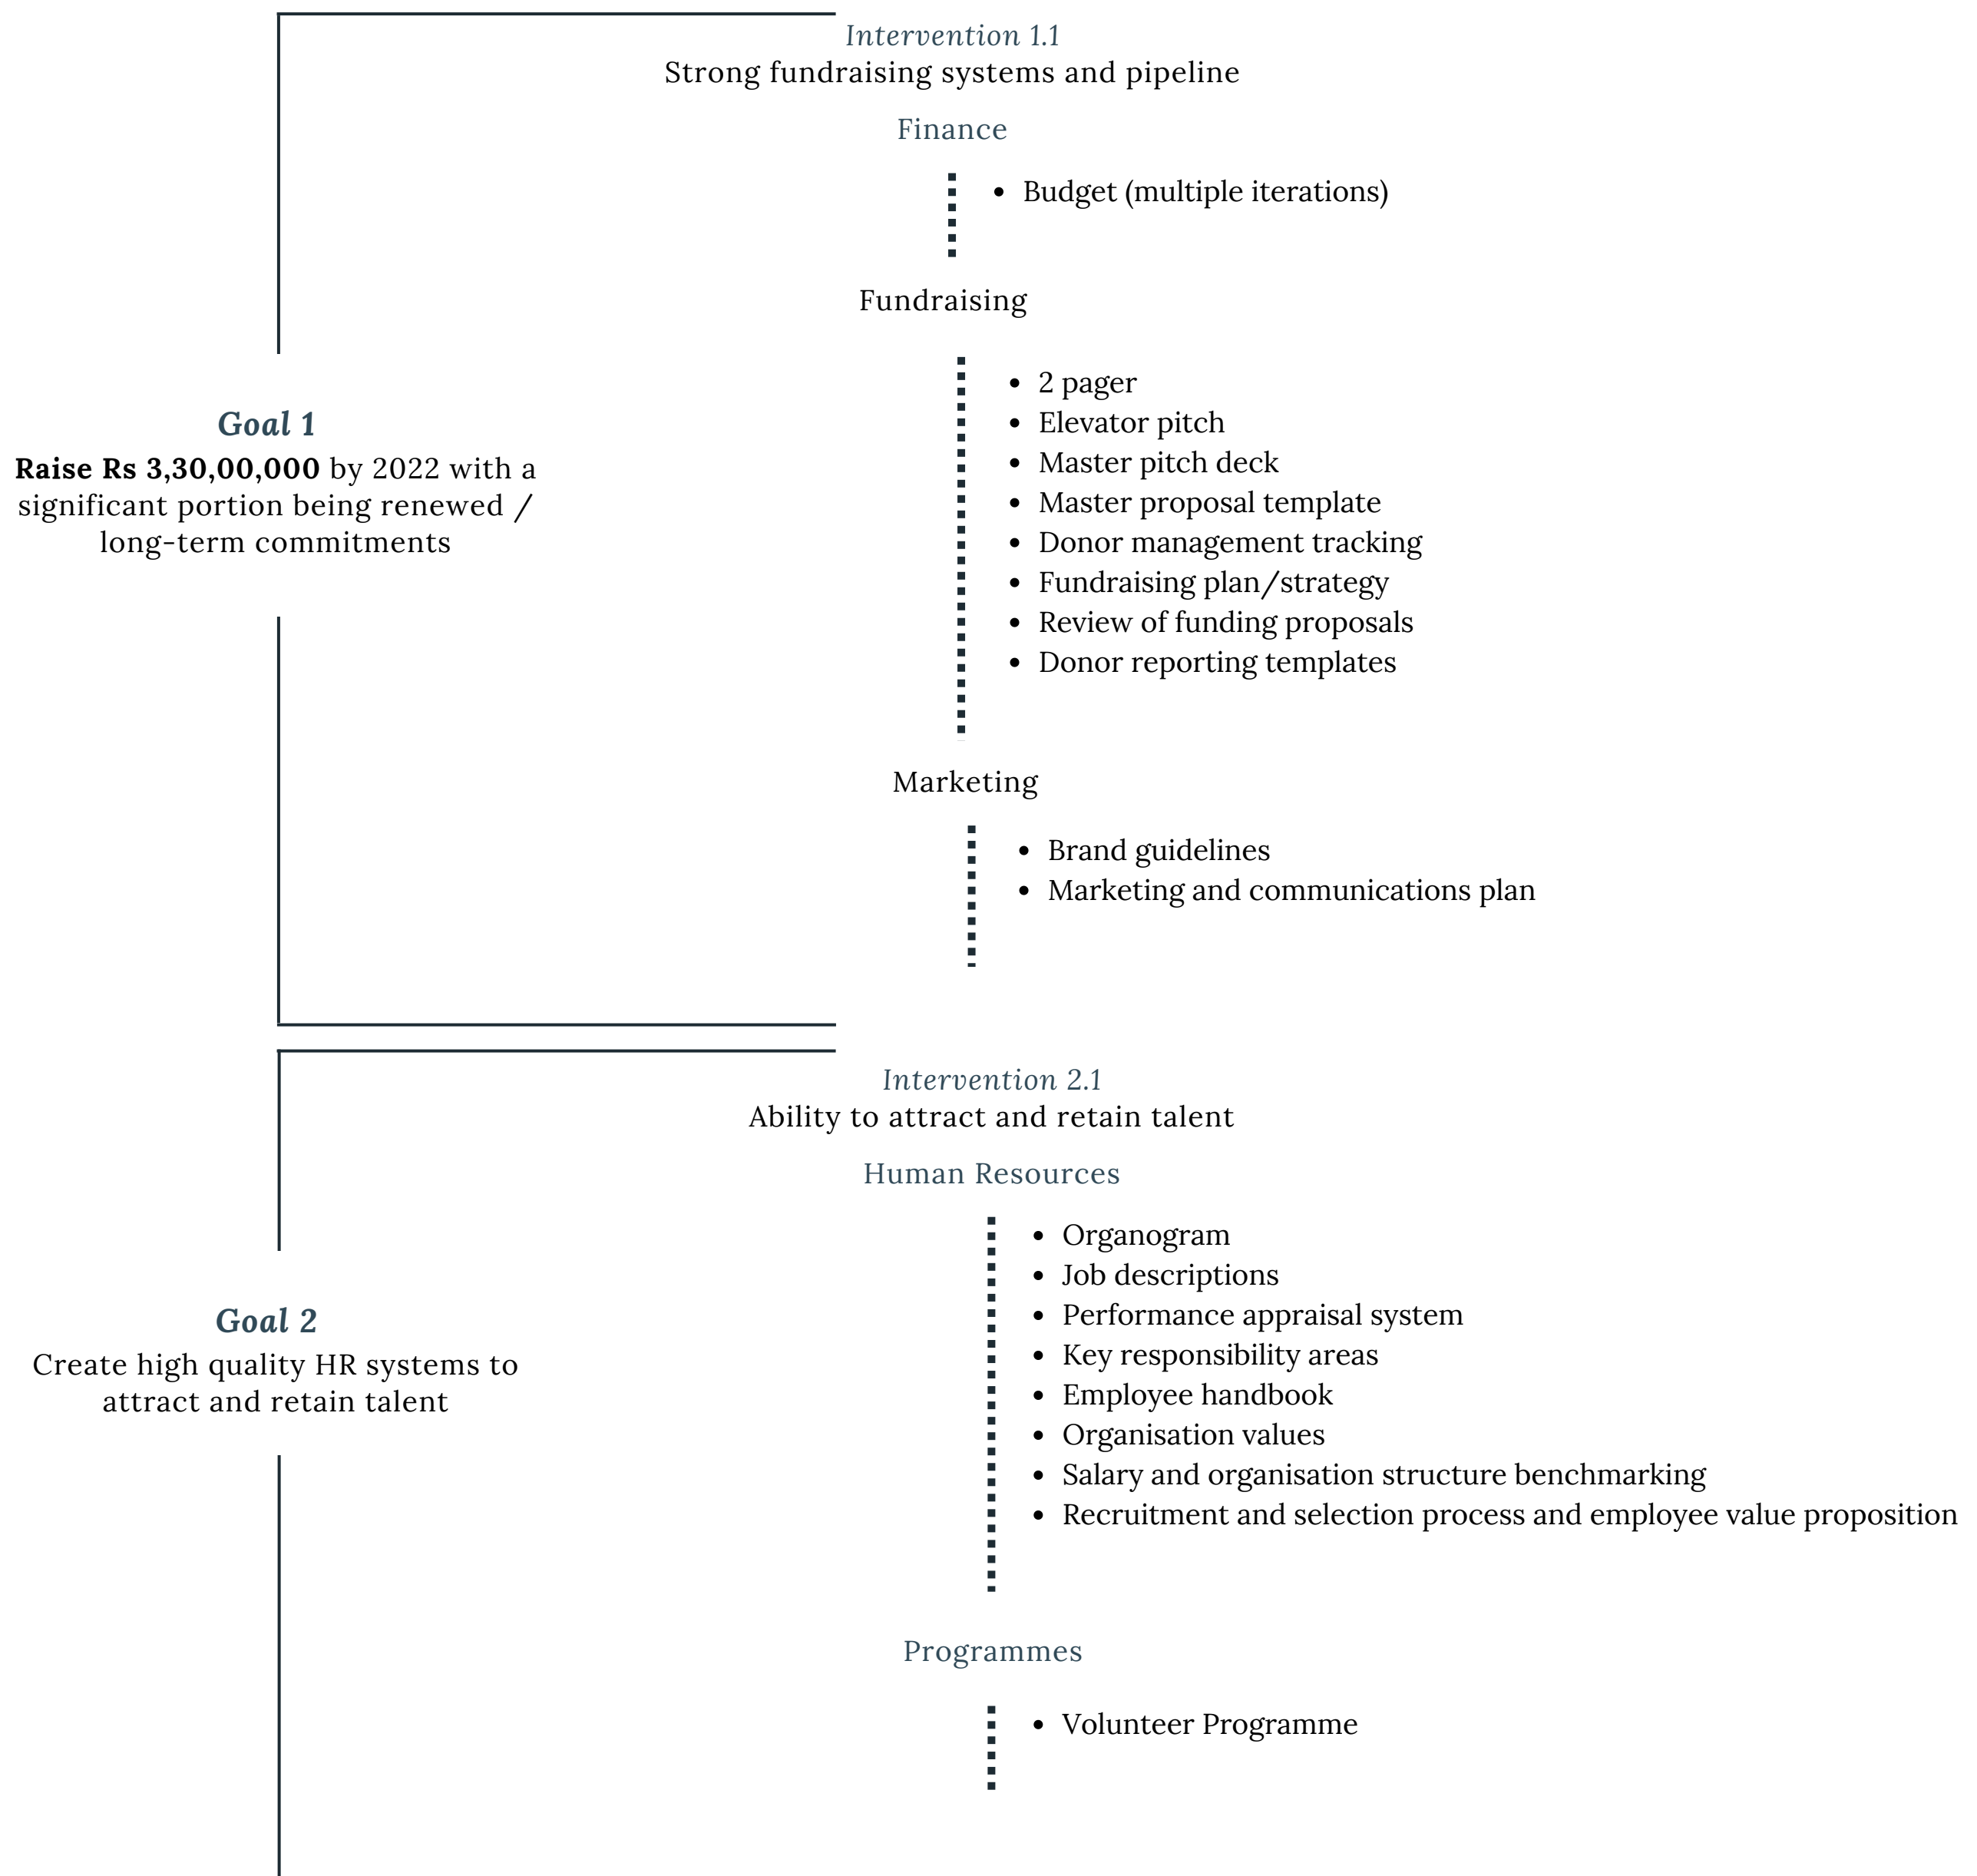 Intervention 1.1
Strong fundraising systems and pipeline
Finance
• Budget (multiple iterations)
Fundraising
• 2 pager
• Elevator pitch
• Master pitch deck
• Master proposal template
• Donor management tracking
• Fundraising plan/strategy
• Review of funding proposals
• Donor reporting templates
Goal 1
Raise Rs 3,30,00,000 by 2022 with a
significant portion being renewed /
long-term commitments
Marketing
• Brand guidelines
• Marketing and communications plan
Intervention 2.1
Ability to attract and retain talent
Human Resources
• Organogram
• Job descriptions
• Performance appraisal system
• Key responsibility areas
• Employee handbook
• Organisation values
• Salary and organisation structure benchmarking
• Recruitment and selection process and employee value proposition
Goal 2
Create high quality HR systems to
attract and retain talent
Programmes
• Volunteer Programme